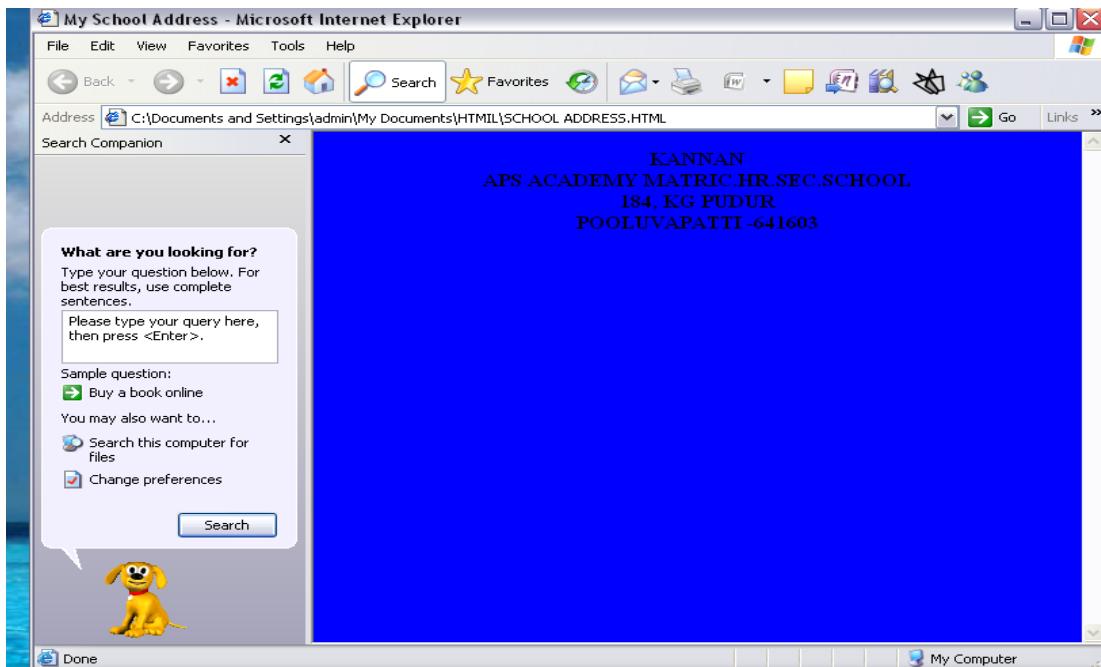 My School Address - Microsoft Internet Explorer
File Edit View Favorites Tools Help
Back Search Favorites
Address C:\Documents and Settings\admin\My Documents\HTMIL\SCHOOL ADDRESS.HTML Go Links »
Search Companion
What are you looking for?
Type your question below. For
best results, use complete
sentences.
Please type your query here,
then press <Enter>.
Sample question:
Buy a book online
You may also want to...
Search this computer for
files
Change preferences
Search
KANNAN
APS ACADEMY MATRIC.HR.SEC.SCHOOL
184, KG PUDUR
POOLUVAPATTI -641603
Done My Computer